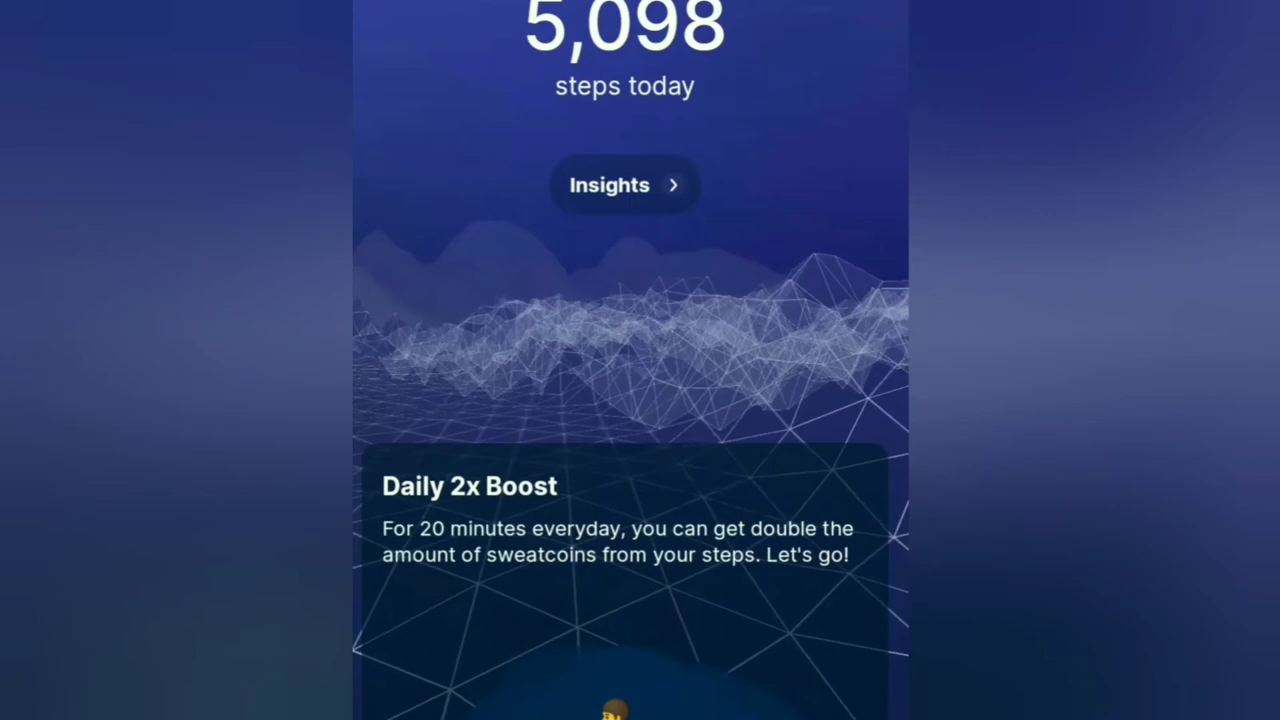 5,098
steps today
Insights
Daily 2x Boost
For 20 minutes everyday, you can get double the
amount of sweatcoins from your steps. Let's go!